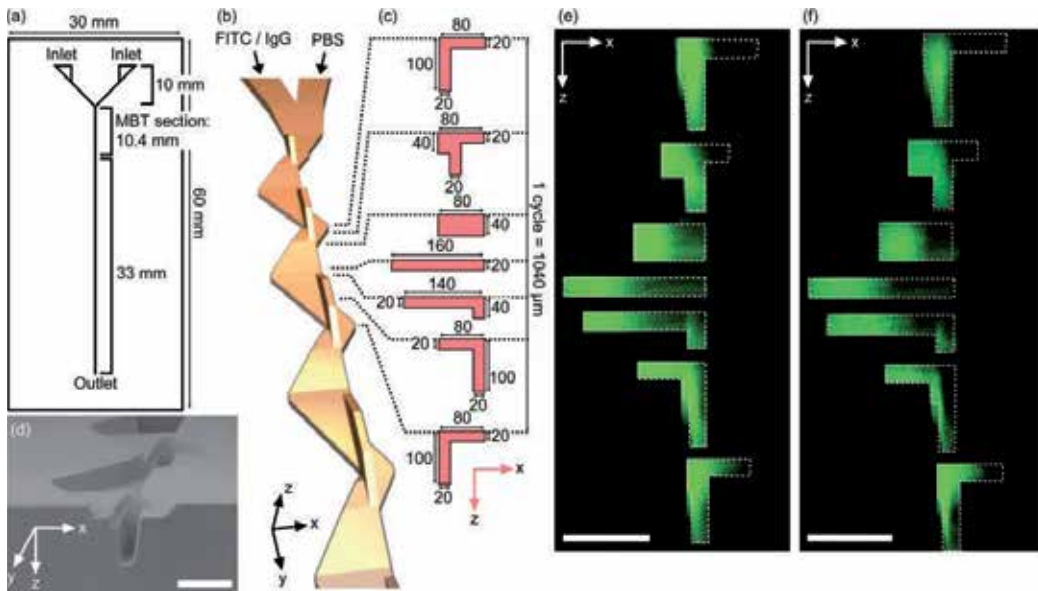 (a)
30 mm
Inlet
Inlet
10 mm
MBT section:
10.4 mm
60 mm
33 mm
Outlet
(b)
FITC / IgG
PBS
z
x
y
(c)
80
20
100
20
80
20
40
20
80
40
160
20
140
20
40
80
20
100
20
80
20
100
20
1 cycle = 1040 µm
x
z
(d)
x
y
z
(e)
x
z
(f)
x
z